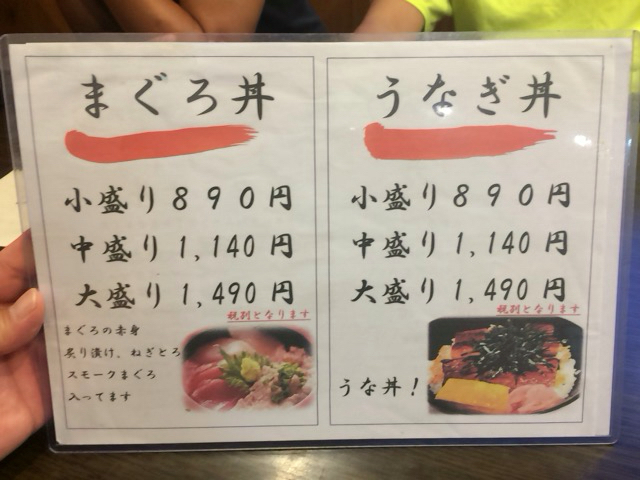 まぐろ丼
小盛り890円
中盛り1,140円
大盛り1,490円
税別となります
まぐろの赤身
炙り漬け、ねぎとろ
スモークまぐろ
入ってます
うなぎ丼
小盛り890円
中盛り1,140円
大盛り1,490円
税別となります
うな丼！